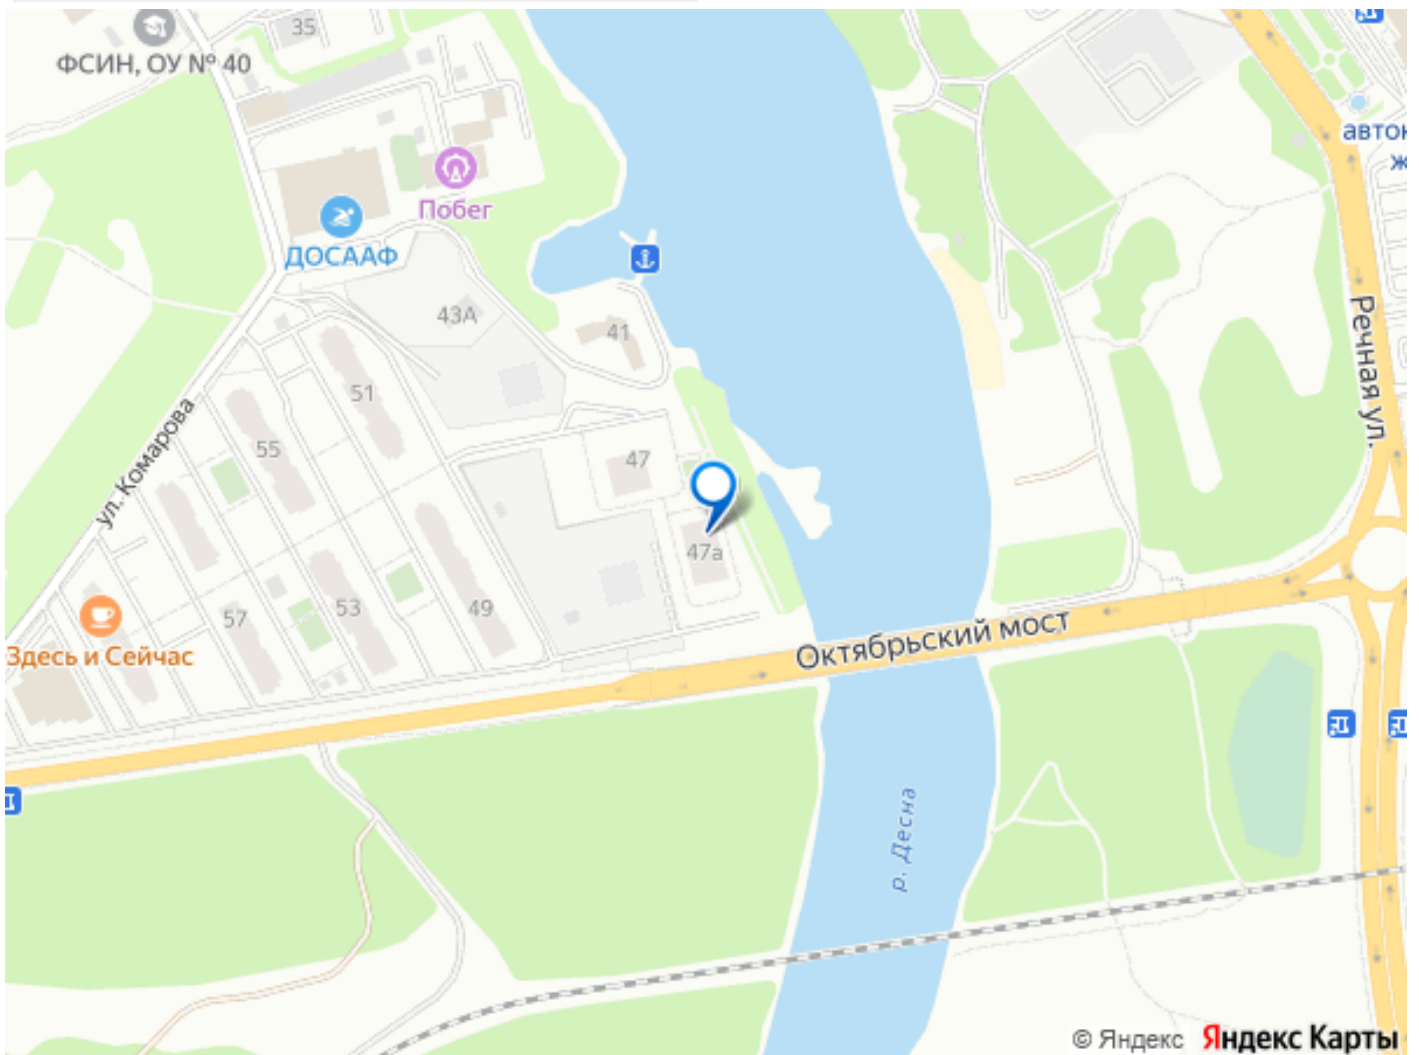 35
ФСИН, ОУ № 40
авток
ж
Побег
ДОСААФ
43А
41
Речная ул.
51
ул. Комарова
55
47
47а
57
53
49
Здесь и Сейчас
Октябрьский мост
р. Десна
© Яндекс Яндекс Карты